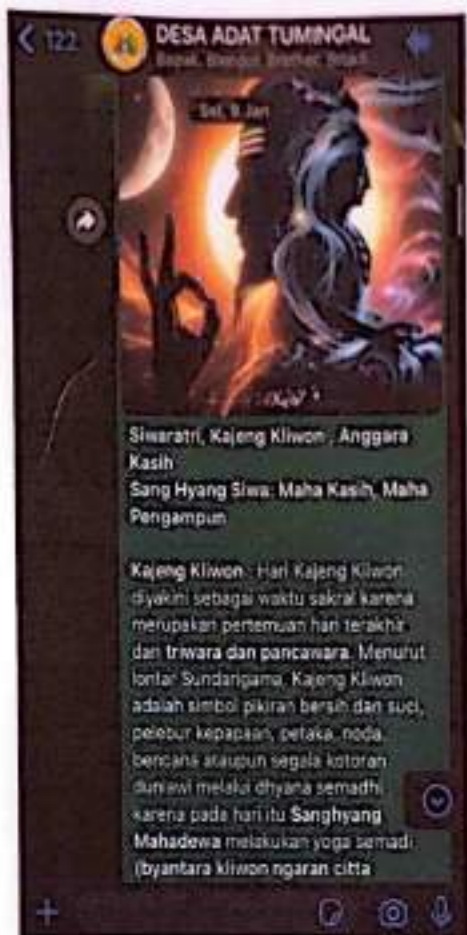 122
DESA ADAT TUMINGAL
Sel, 9 Jan
Siwaratri, Kajeng Kliwon , Anggara
Kasih
Sang Hyang Siwa: Maha Kasih, Maha
Pengampun
Kajeng Kliwon : Hari Kajeng Kliwon
diyakini sebagai waktu sakral karena
merupakan pertemuan hari terakhir
dari triwara dan pancawara. Menurut
lontar Sundarigama, Kajeng Kliwon
adalah simbol pikiran bersih dan suci,
pelebur kepapaan, petaka, noda,
bencana ataupun segala kotoran
duniawi melalui dhyana semadhi
karena pada hari itu Sanghyang
Mahadewa melakukan yoga semadi
(byantara kliwon ngaran citta